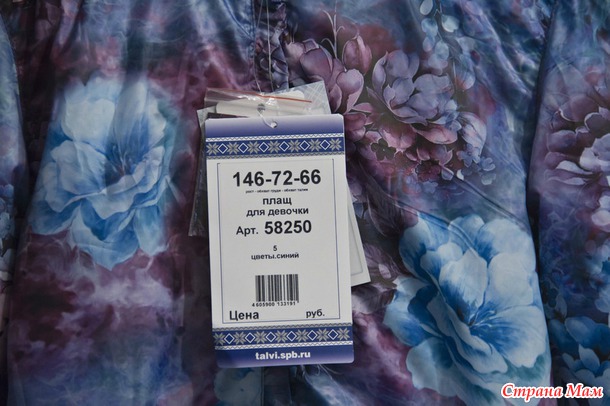 146-72-66
рост - обхват груди - обхват талии
плащ
для девочки
Арт. 58250
5
цветы.синий
Цена руб.
talvi.spb.ru
Страна Мам